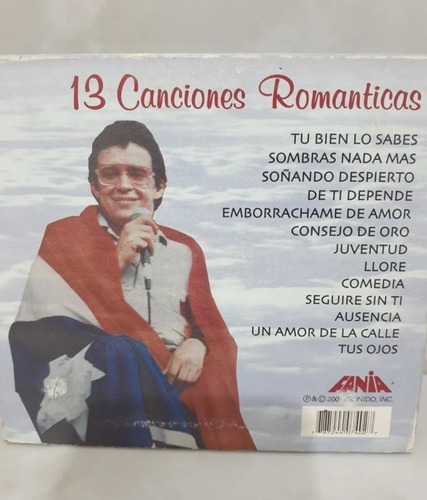 13 Canciones Romanticas
TU BIEN LO SABES
SOMBRAS NADA MAS
SOÑANDO DESPIERTO
DE TI DEPENDE
EMBORRACHAME DE AMOR
CONSEJO DE ORO
JUVENTUD
LLORE
COMEDIA
SEGUIRE SIN TI
AUSENCIA
UN AMOR DE LA CALLE
TUS OJOS
FANIA
℗&© INC.